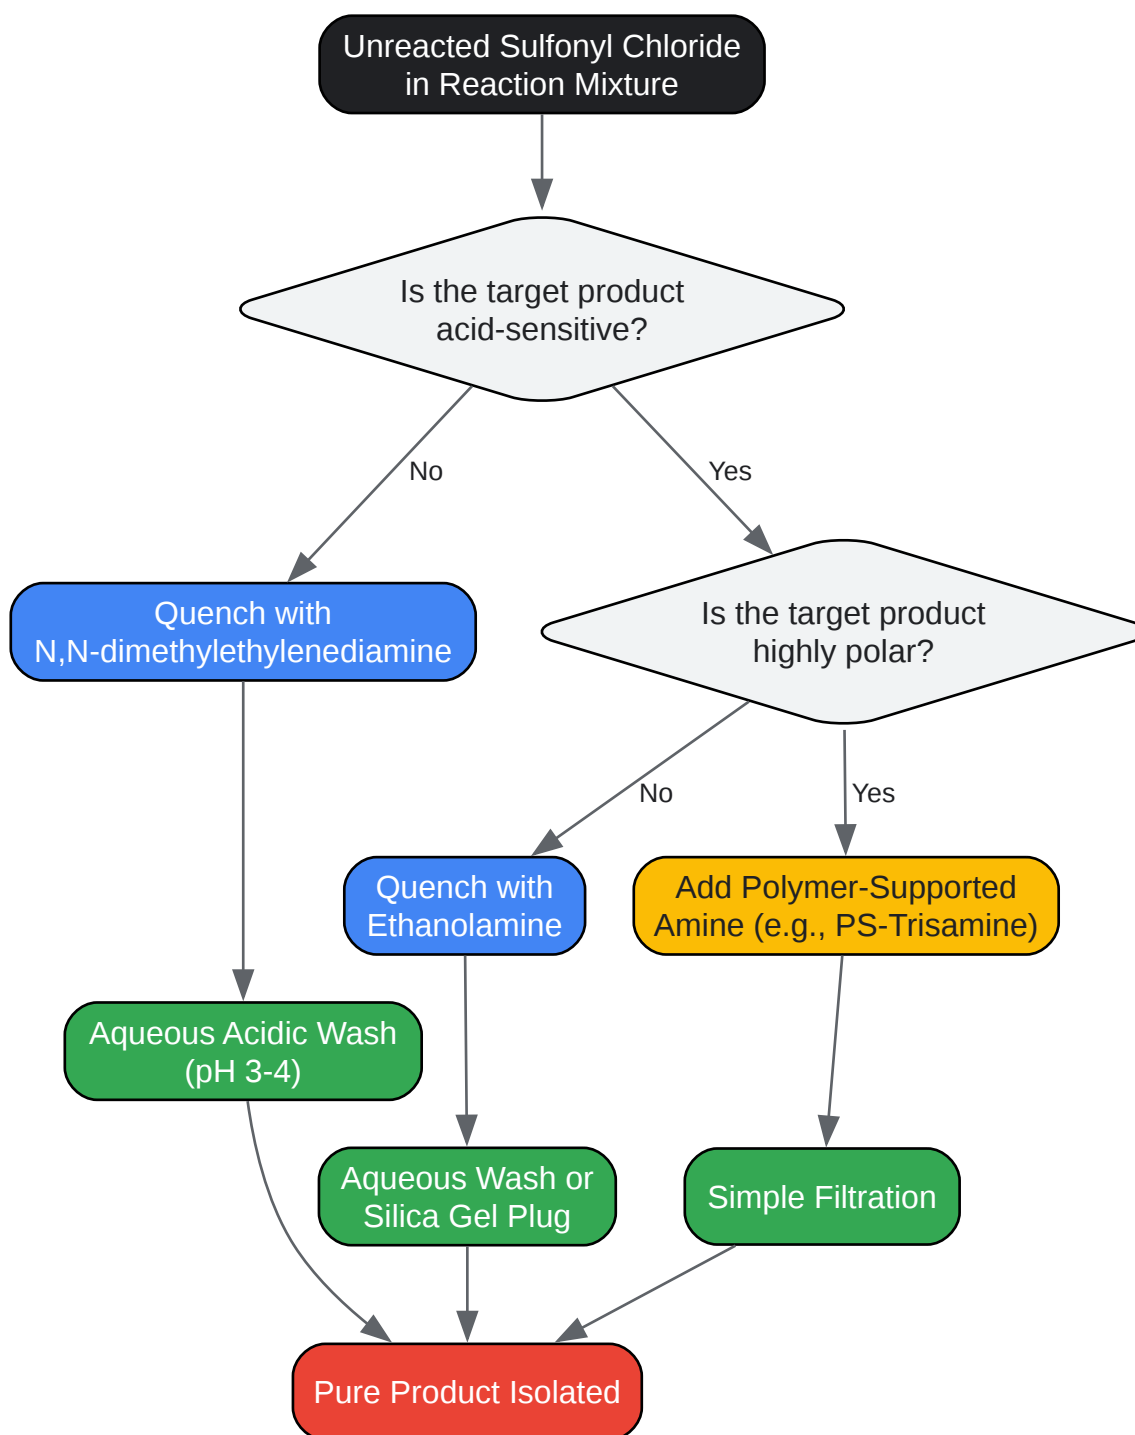 Unreacted Sulfonyl Chloride
in Reaction Mixture
Is the target product
acid-sensitive?
No
Yes
Quench with
N,N-dimethylethylenediamine
Is the target product
highly polar?
No
Yes
Quench with
Ethanolamine
Add Polymer-Supported
Amine (e.g., PS-Trisamine)
Aqueous Acidic Wash
(pH 3-4)
Aqueous Wash or
Silica Gel Plug
Simple Filtration
Pure Product Isolated